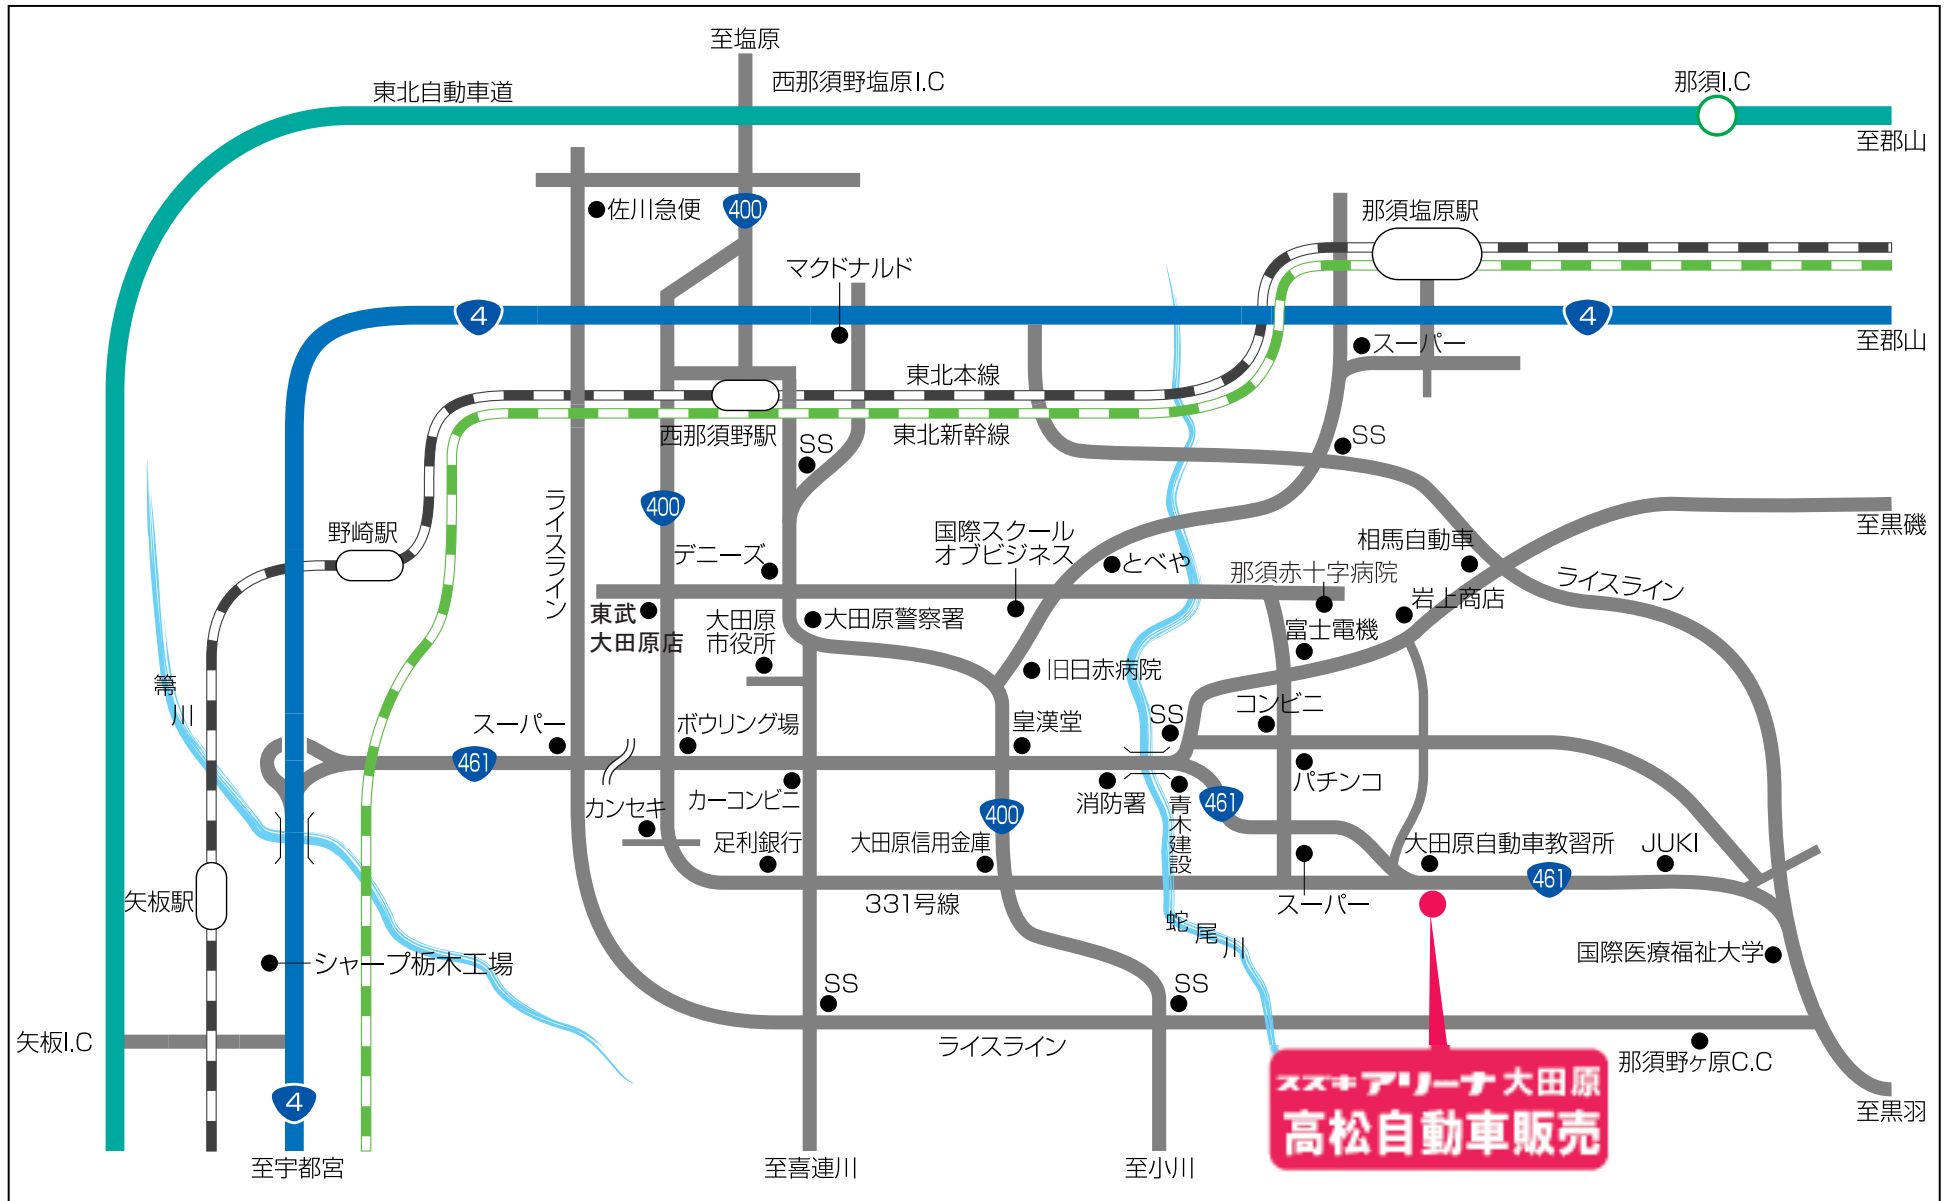 至塩原
西那須野塩原I.C
那須I.C
東北自動車道
至郡山
佐川急便
400
那須塩原駅
マクドナルド
4
4
至郡山
スーパー
東北本線
西那須野駅
東北新幹線
SS
SS
ライスライン
400
野崎駅
至黒磯
国際スクール
オブビジネス
相馬自動車
デニーズ
とべや
那須赤十字病院
ライスライン
岩上商店
東武
大田原店
大田原
市役所
大田原警察署
富士電機
旧日赤病院
箒川
スーパー
ボウリング場
皇漢堂
SS
コンビニ
461
カンセキ
カーコンビニ
消防署
青木建設
461
パチンコ
400
足利銀行
大田原信用金庫
大田原自動車教習所
JUKI
461
矢板駅
331号線
スーパー
蛇尾川
国際医療福祉大学
シャープ栃木工場
SS
SS
矢板I.C
ライスライン
那須野ヶ原C.C
スズキアリーナ大田原
高松自動車販売
4
至黒羽
至宇都宮
至喜連川
至小川